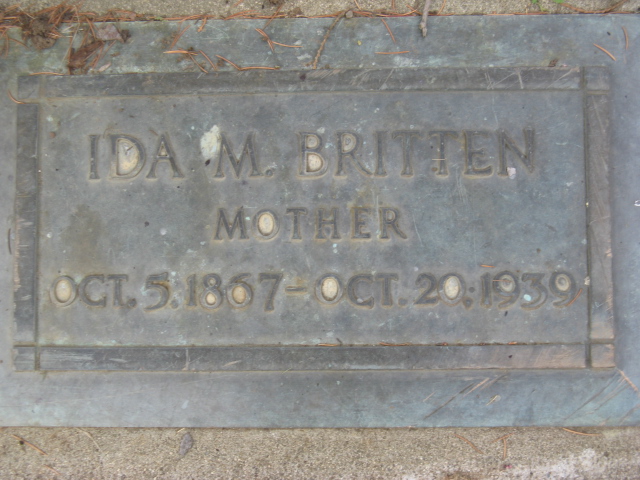 IDA M. BRITTEN
MOTHER
OCT. 5, 1867 - OCT. 20, 1939